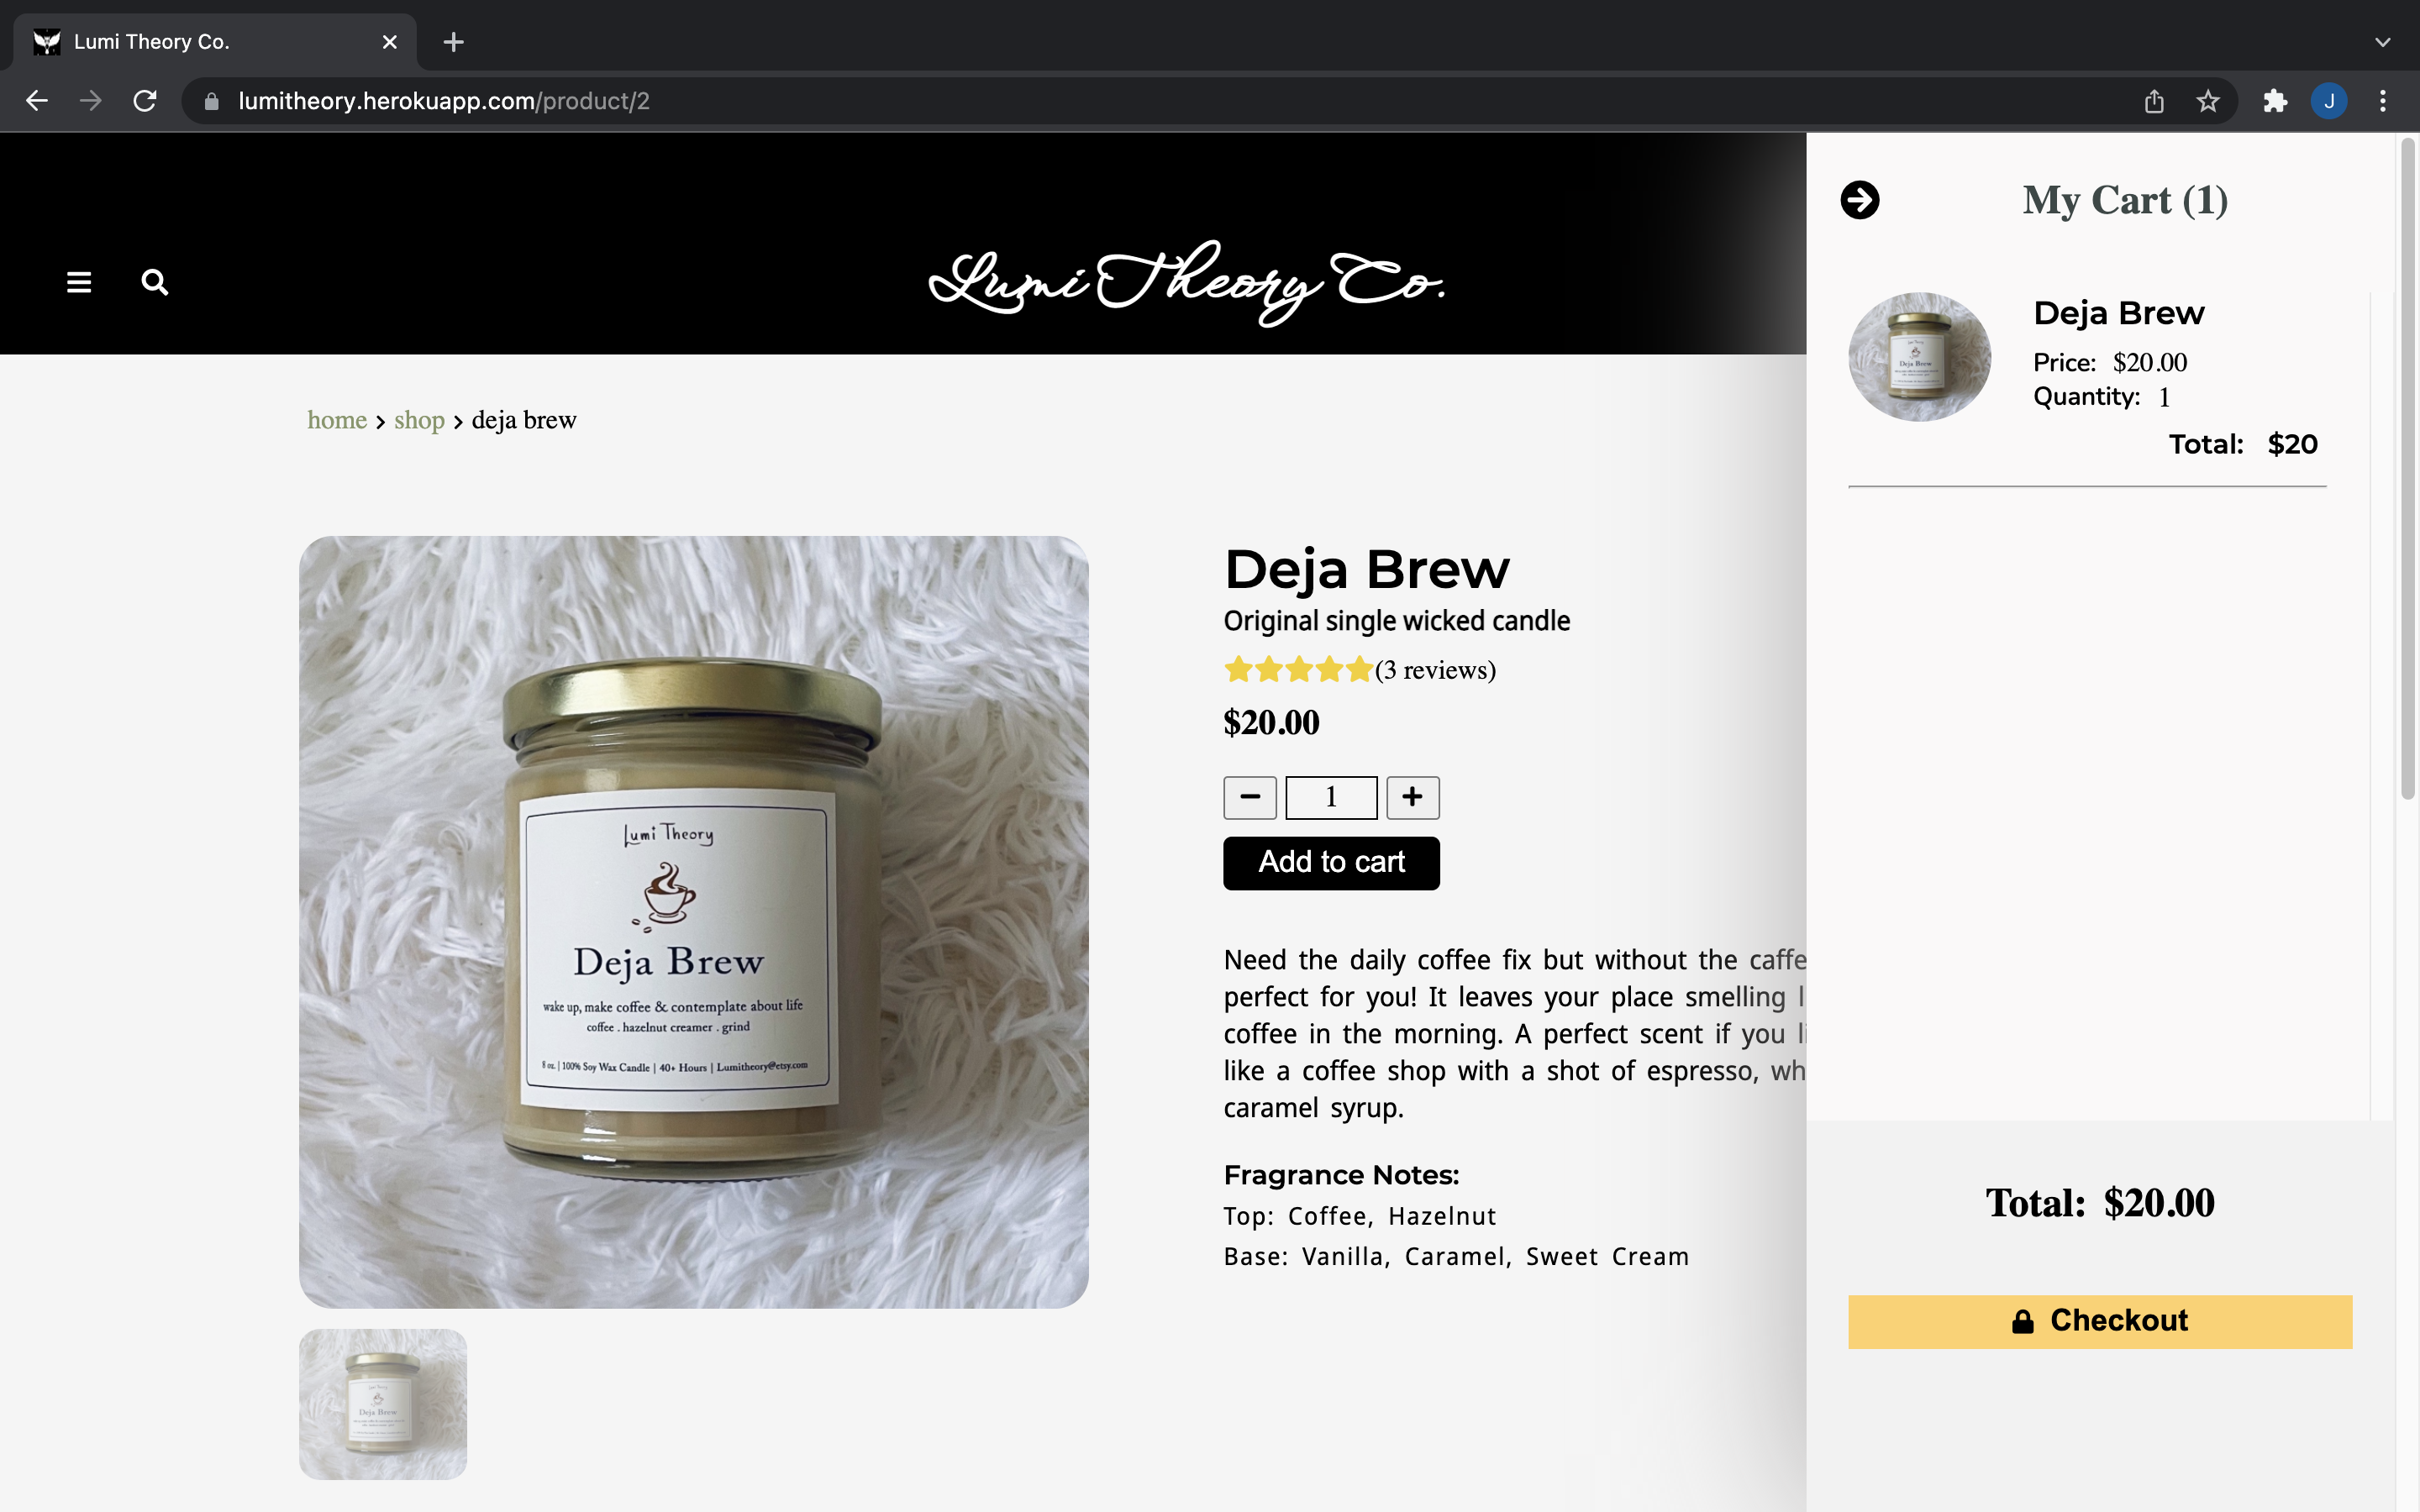 Lumi Theory Co.
lumitheory.herokuapp.com/product/2
J
Lumi Theory Co.
home > shop > deja brew
Lumi Theory
Deja Brew
wake up, make coffee & contemplate about life
coffee . hazelnut creamer . grind
8 oz. | 100% Soy Wax Candle | 40+ Hours | Lumitheory@etsy.com
Deja Brew
Original single wicked candle
(3 reviews)
$20.00
1
Add to cart
Need the daily coffee fix but without the caffe
perfect for you! It leaves your place smelling l
coffee in the morning. A perfect scent if you li
like a coffee shop with a shot of espresso, wh
caramel syrup.
Fragrance Notes:
Top: Coffee, Hazelnut
Base: Vanilla, Caramel, Sweet Cream
Deja Brew
My Cart (1)
Deja Brew
Deja Brew
Price: $20.00
Quantity: 1
Total: $20
Total: $20.00
Checkout